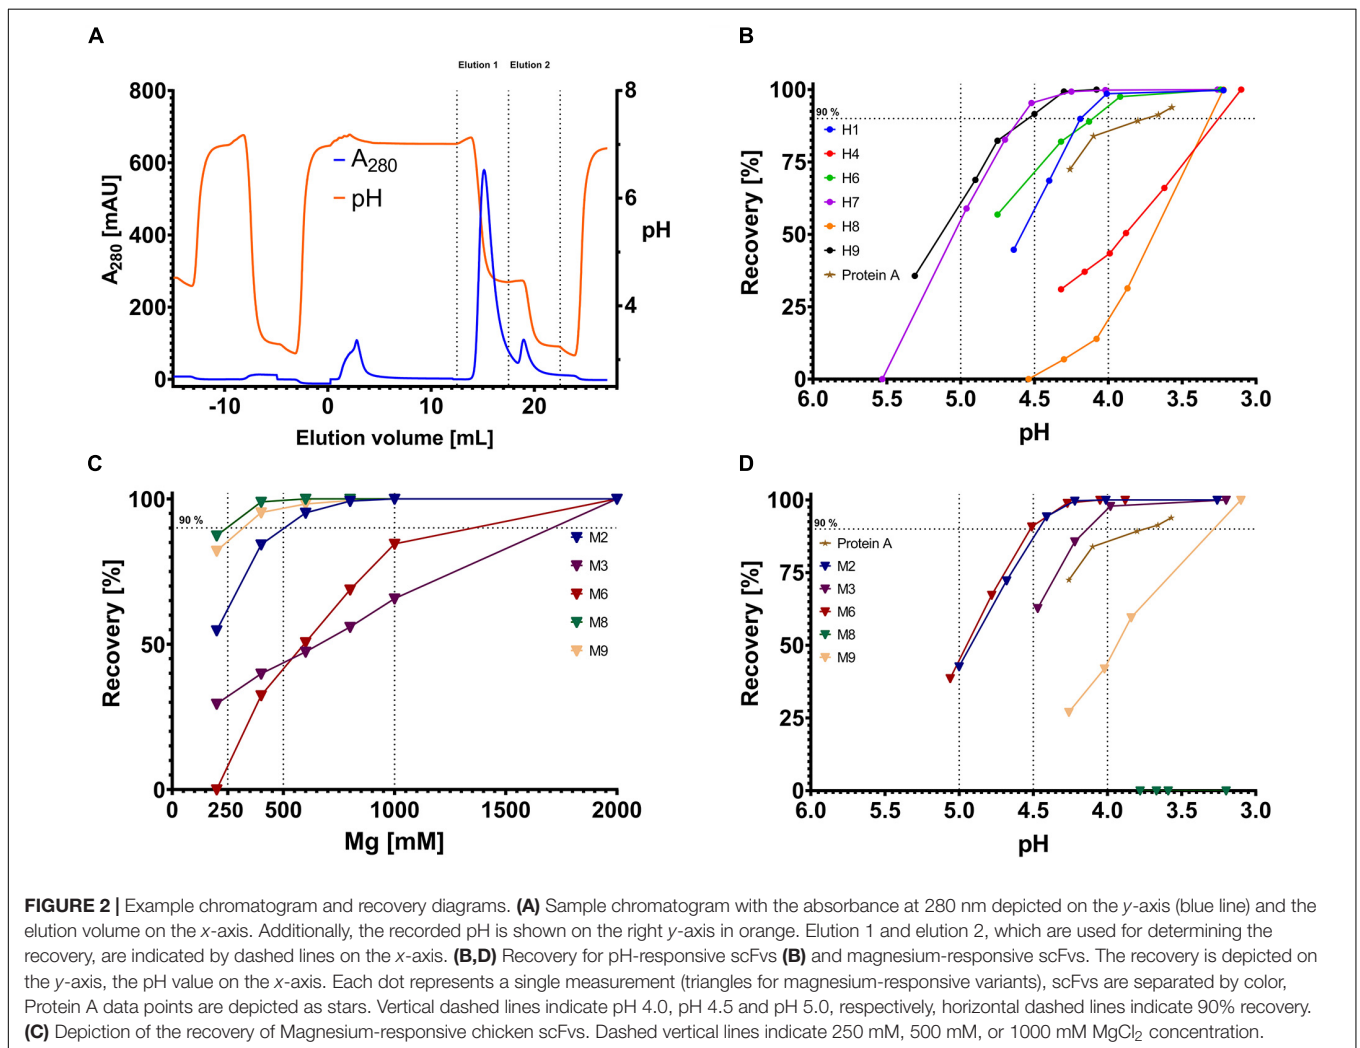 A
Elution 1 Elution 2
800
600
400
200
0
A280 [mAU]
A280
pH
8
6
4
pH
-10 0 10 20
Elution volume [mL]
B
100
75
50
25
0
90 %
Recovery [%]
H1
H4
H6
H7
H8
H9
Protein A
6.0 5.5 5.0 4.5 4.0 3.5 3.0
pH
C
100
50
0
90 %
Recovery [%]
M2
M3
M6
M8
M9
0 250 500 1000 1500 2000
Mg [mM]
D
100
75
50
25
0
90 %
Recovery [%]
Protein A
M2
M3
M6
M8
M9
6.0 5.5 5.0 4.5 4.0 3.5 3.0
pH
FIGURE 2 | Example chromatogram and recovery diagrams. (A) Sample chromatogram with the absorbance at 280 nm depicted on the y-axis (blue line) and the
elution volume on the x-axis. Additionally, the recorded pH is shown on the right y-axis in orange. Elution 1 and elution 2, which are used for determining the
recovery, are indicated by dashed lines on the x-axis. (B,D) Recovery for pH-responsive scFvs (B) and magnesium-responsive scFvs. The recovery is depicted on
the y-axis, the pH value on the x-axis. Each dot represents a single measurement (triangles for magnesium-responsive variants), scFvs are separated by color,
Protein A data points are depicted as stars. Vertical dashed lines indicate pH 4.0, pH 4.5 and pH 5.0, respectively, horizontal dashed lines indicate 90% recovery.
(C) Depiction of the recovery of Magnesium-responsive chicken scFvs. Dashed vertical lines indicate 250 mM, 500 mM, or 1000 mM MgCl2 concentration.